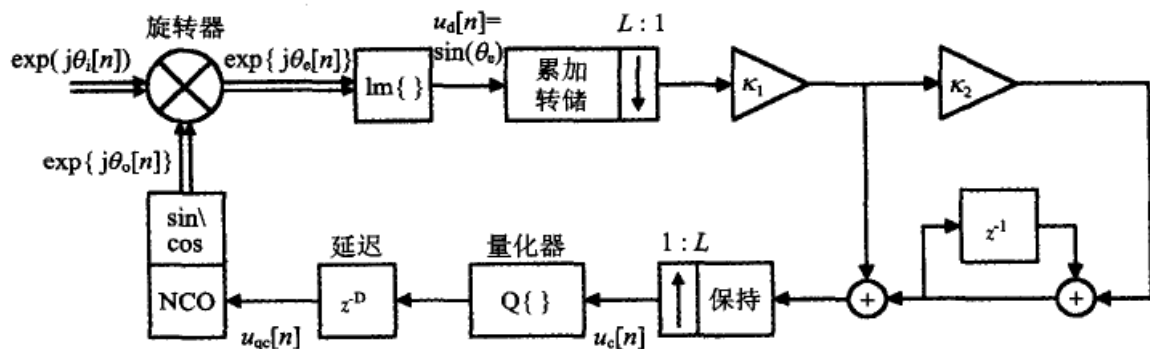 旋转器
exp(jθi[n])
exp{jθe[n]}
lm{ }
ud[n]=
sin(θe)
累加
转储
L : 1
κ1
κ2
exp{jθo[n]}
sin\
cos
NCO
延迟
z-D
uqc[n]
量化器
Q{ }
uc[n]
1 : L
保持
+
z-1
+